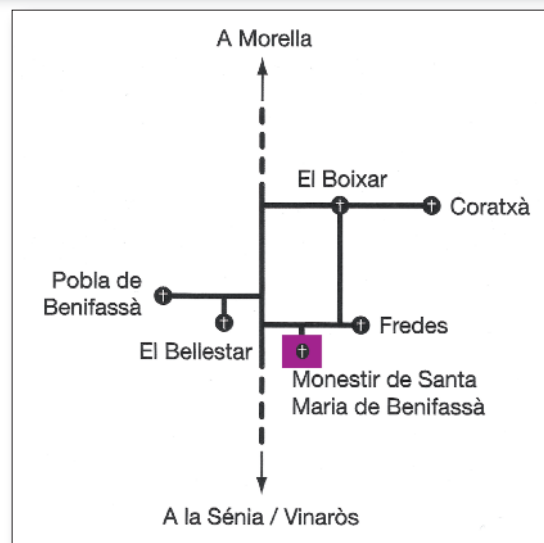 A Morella
El Boixar
Coratxà
Pobla de
Benifassà
Fredes
El Bellestar
Monestir de Santa
Maria de Benifassà
A la Sénia / Vinaròs